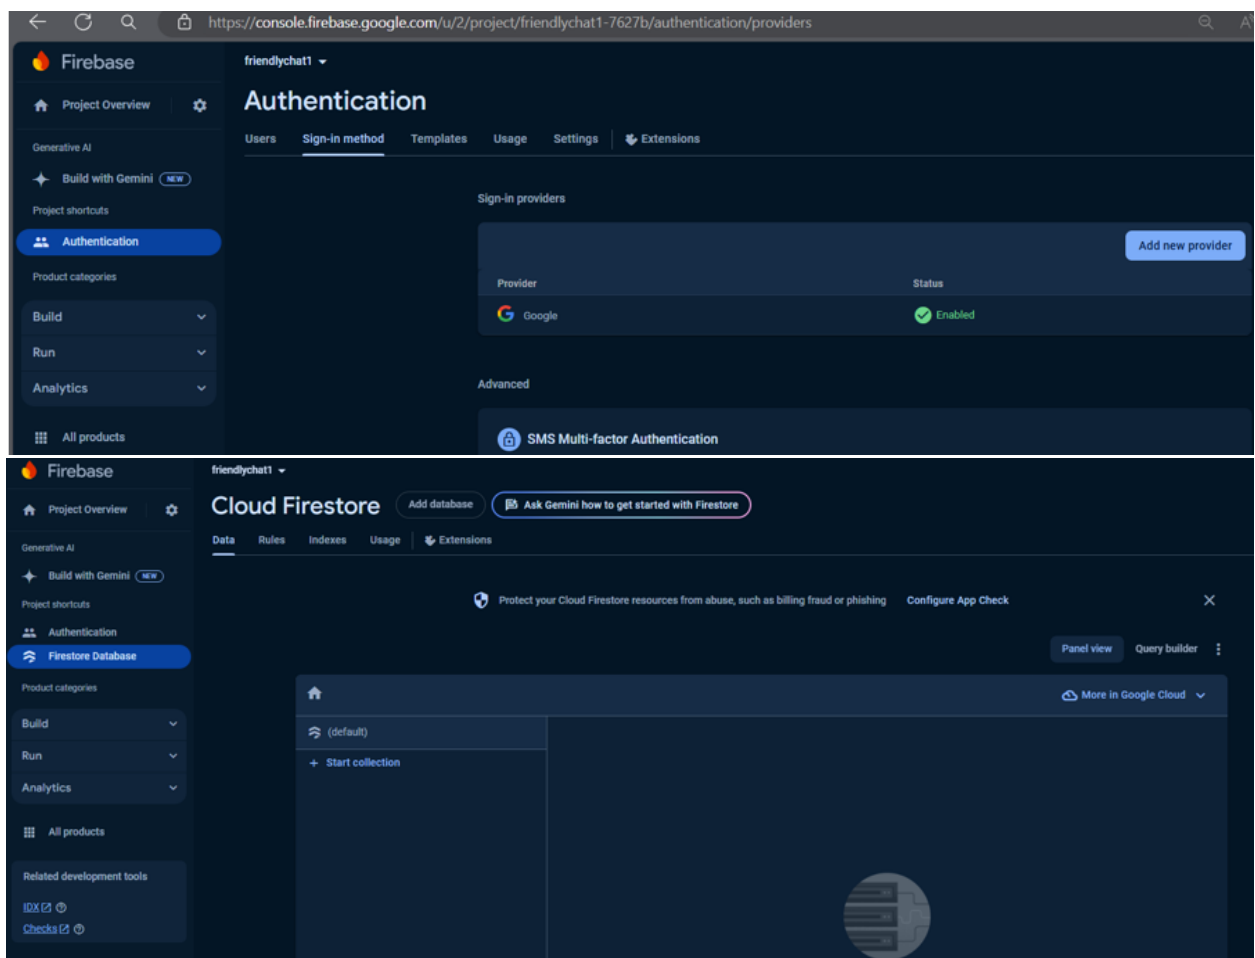 https://console.firebase.google.com/u/2/project/friendlychat1-7627b/authentication/providers
Firebase
friendlychat1
Project Overview
Authentication
Users Sign-in method Templates Usage Settings Extensions
Generative AI
Build with Gemini NEW
Project shortcuts
Authentication
Product categories
Build
Run
Analytics
All products
Sign-in providers
Add new provider
Provider Status
Google Enabled
Advanced
SMS Multi-factor Authentication
Firebase
friendlychat1
Project Overview
Cloud Firestore Add database Ask Gemini how to get started with Firestore
Data Rules Indexes Usage Extensions
Generative AI
Build with Gemini NEW
Project shortcuts
Authentication
Firestore Database
Product categories
Build
Run
Analytics
All products
Related development tools
IDX
Checks
Protect your Cloud Firestore resources from abuse, such as billing fraud or phishing Configure App Check
Panel view Query builder
More in Google Cloud
(default)
+ Start collection